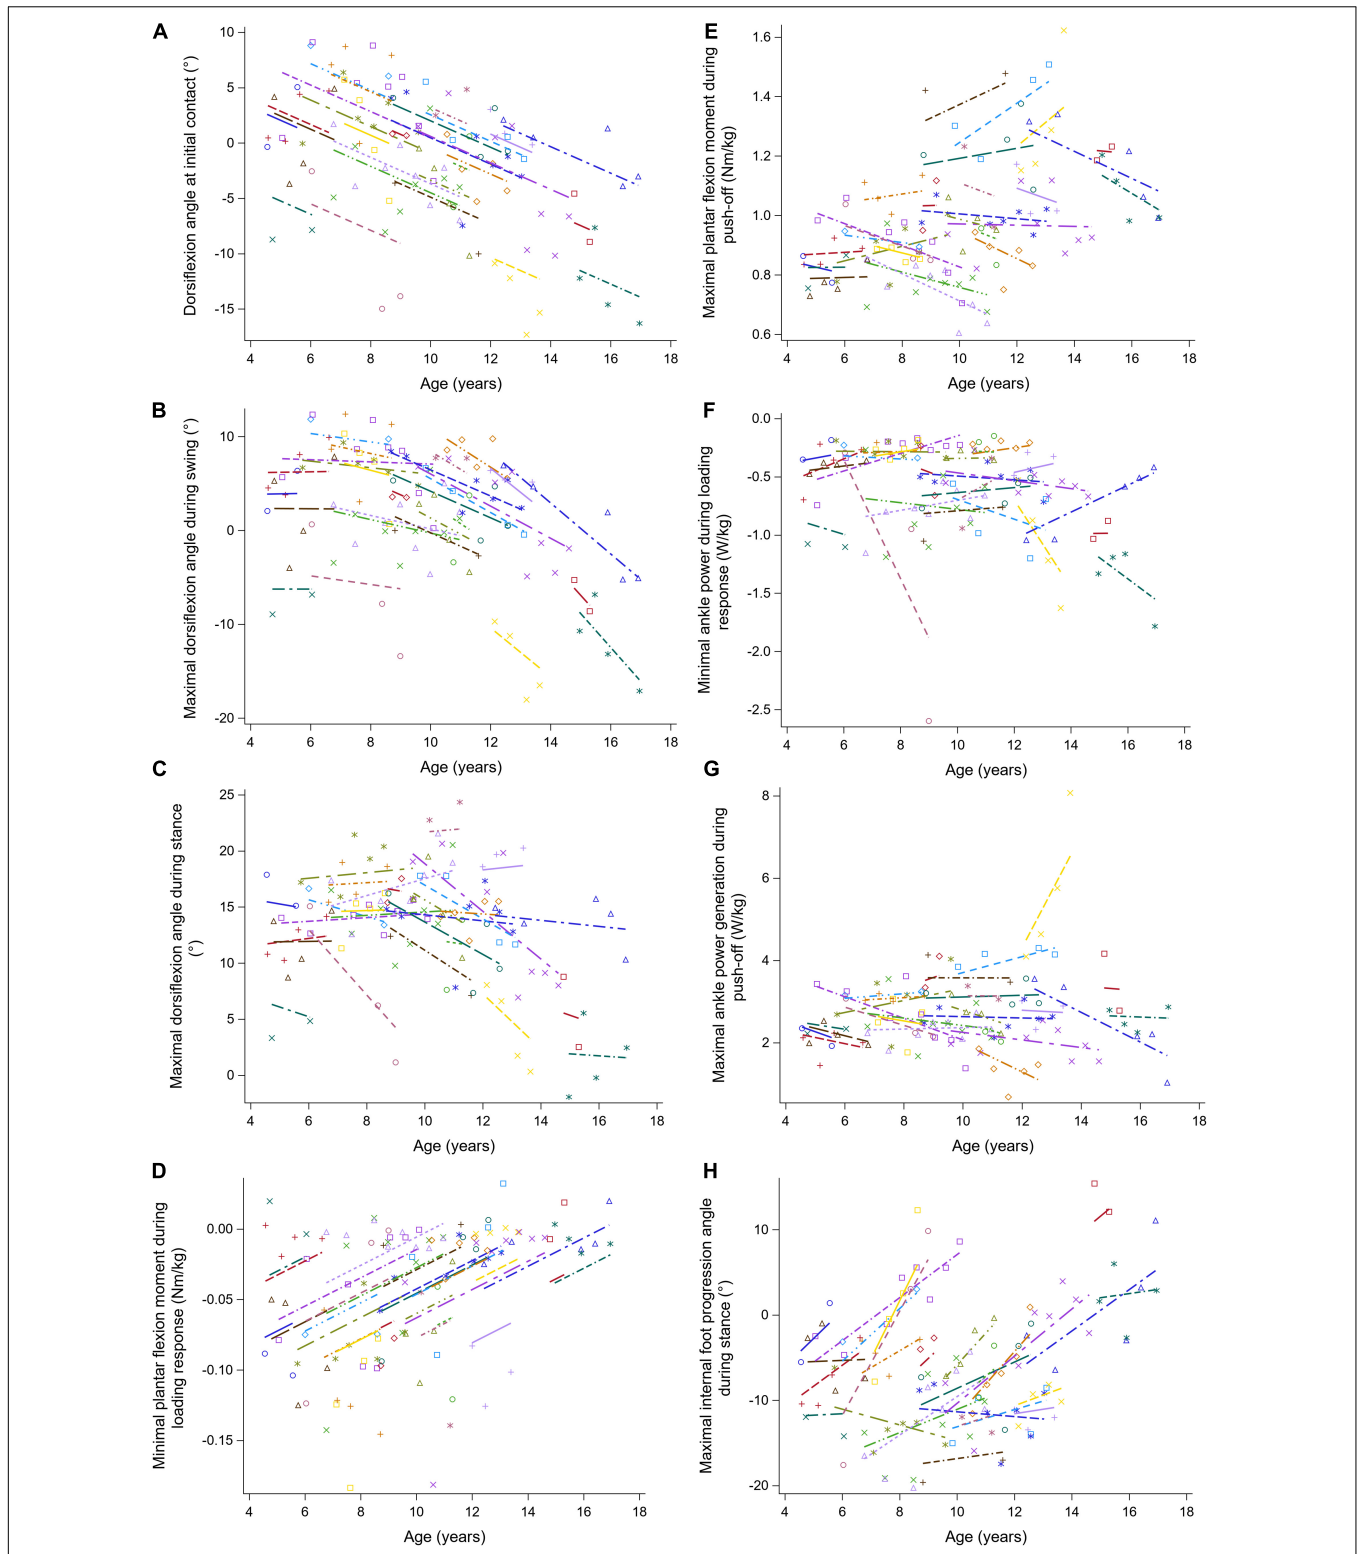 A
Dorsiflexion angle at initial contact (°)
10
5
0
-5
-10
-15
4 6 8 10 12 14 16 18
Age (years)
B
Maximal dorsiflexion angle during swing (°)
10
0
-10
-20
4 6 8 10 12 14 16 18
Age (years)
C
Maximal dorsiflexion angle during stance
(°)
25
20
15
10
5
0
4 6 8 10 12 14 16 18
Age (years)
D
Minimal plantar flexion moment during
loading response (Nm/kg)
0.00
-0.05
-0.10
-0.15
4 6 8 10 12 14 16 18
Age (years)
E
Maximal plantar flexion moment during
push-off (Nm/kg)
1.6
1.4
1.2
1.0
0.8
0.6
4 6 8 10 12 14 16 18
Age (years)
F
Minimal ankle power during loading
response (W/kg)
0.0
-0.5
-1.0
-1.5
-2.0
-2.5
4 6 8 10 12 14 16 18
Age (years)
G
Maximal ankle power generation during
push-off (W/kg)
8
6
4
2
4 6 8 10 12 14 16 18
Age (years)
H
Maximal internal foot progression angle
during stance (°)
10
0
-10
-20
4 6 8 10 12 14 16 18
Age (years)